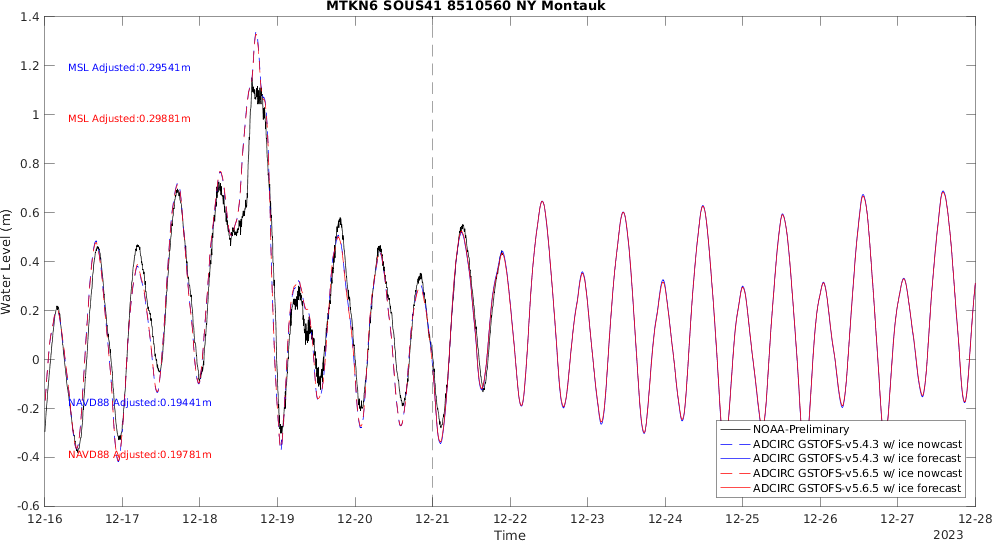 MTKN6 SOUS41 8510560 NY Montauk
1.4
1.2
1
0.8
0.6
0.4
0.2
0
-0.2
-0.4
-0.6
Water Level (m)
MSL Adjusted:0.29541m
MSL Adjusted:0.29881m
NAVD88 Adjusted:0.19441m
NAVD88 Adjusted:0.19781m
NOAA-Preliminary
ADCIRC GSTOFS-v5.4.3 w/ ice nowcast
ADCIRC GSTOFS-v5.4.3 w/ ice forecast
ADCIRC GSTOFS-v5.6.5 w/ ice nowcast
ADCIRC GSTOFS-v5.6.5 w/ ice forecast
12-16 12-17 12-18 12-19 12-20 12-21 12-22 12-23 12-24 12-25 12-26 12-27 12-28
Time
2023